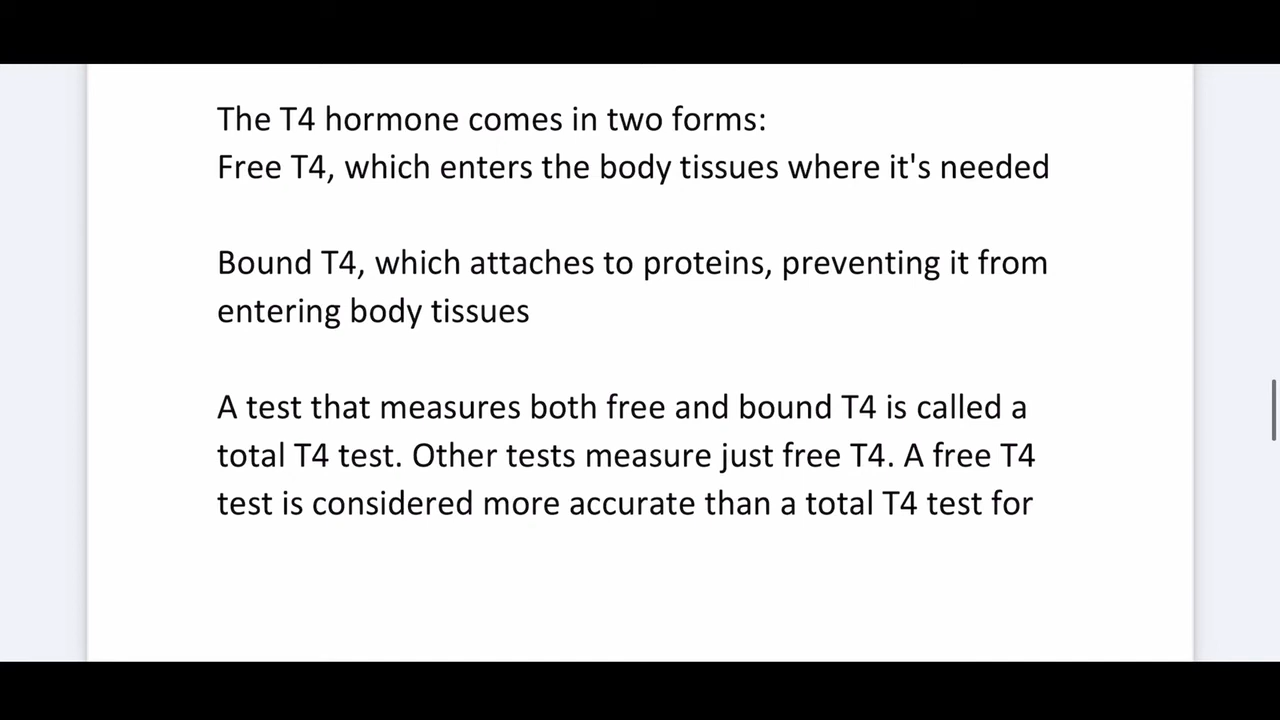 The T4 hormone comes in two forms:
Free T4, which enters the body tissues where it's needed
Bound T4, which attaches to proteins, preventing it from
entering body tissues
A test that measures both free and bound T4 is called a
total T4 test. Other tests measure just free T4. A free T4
test is considered more accurate than a total T4 test for